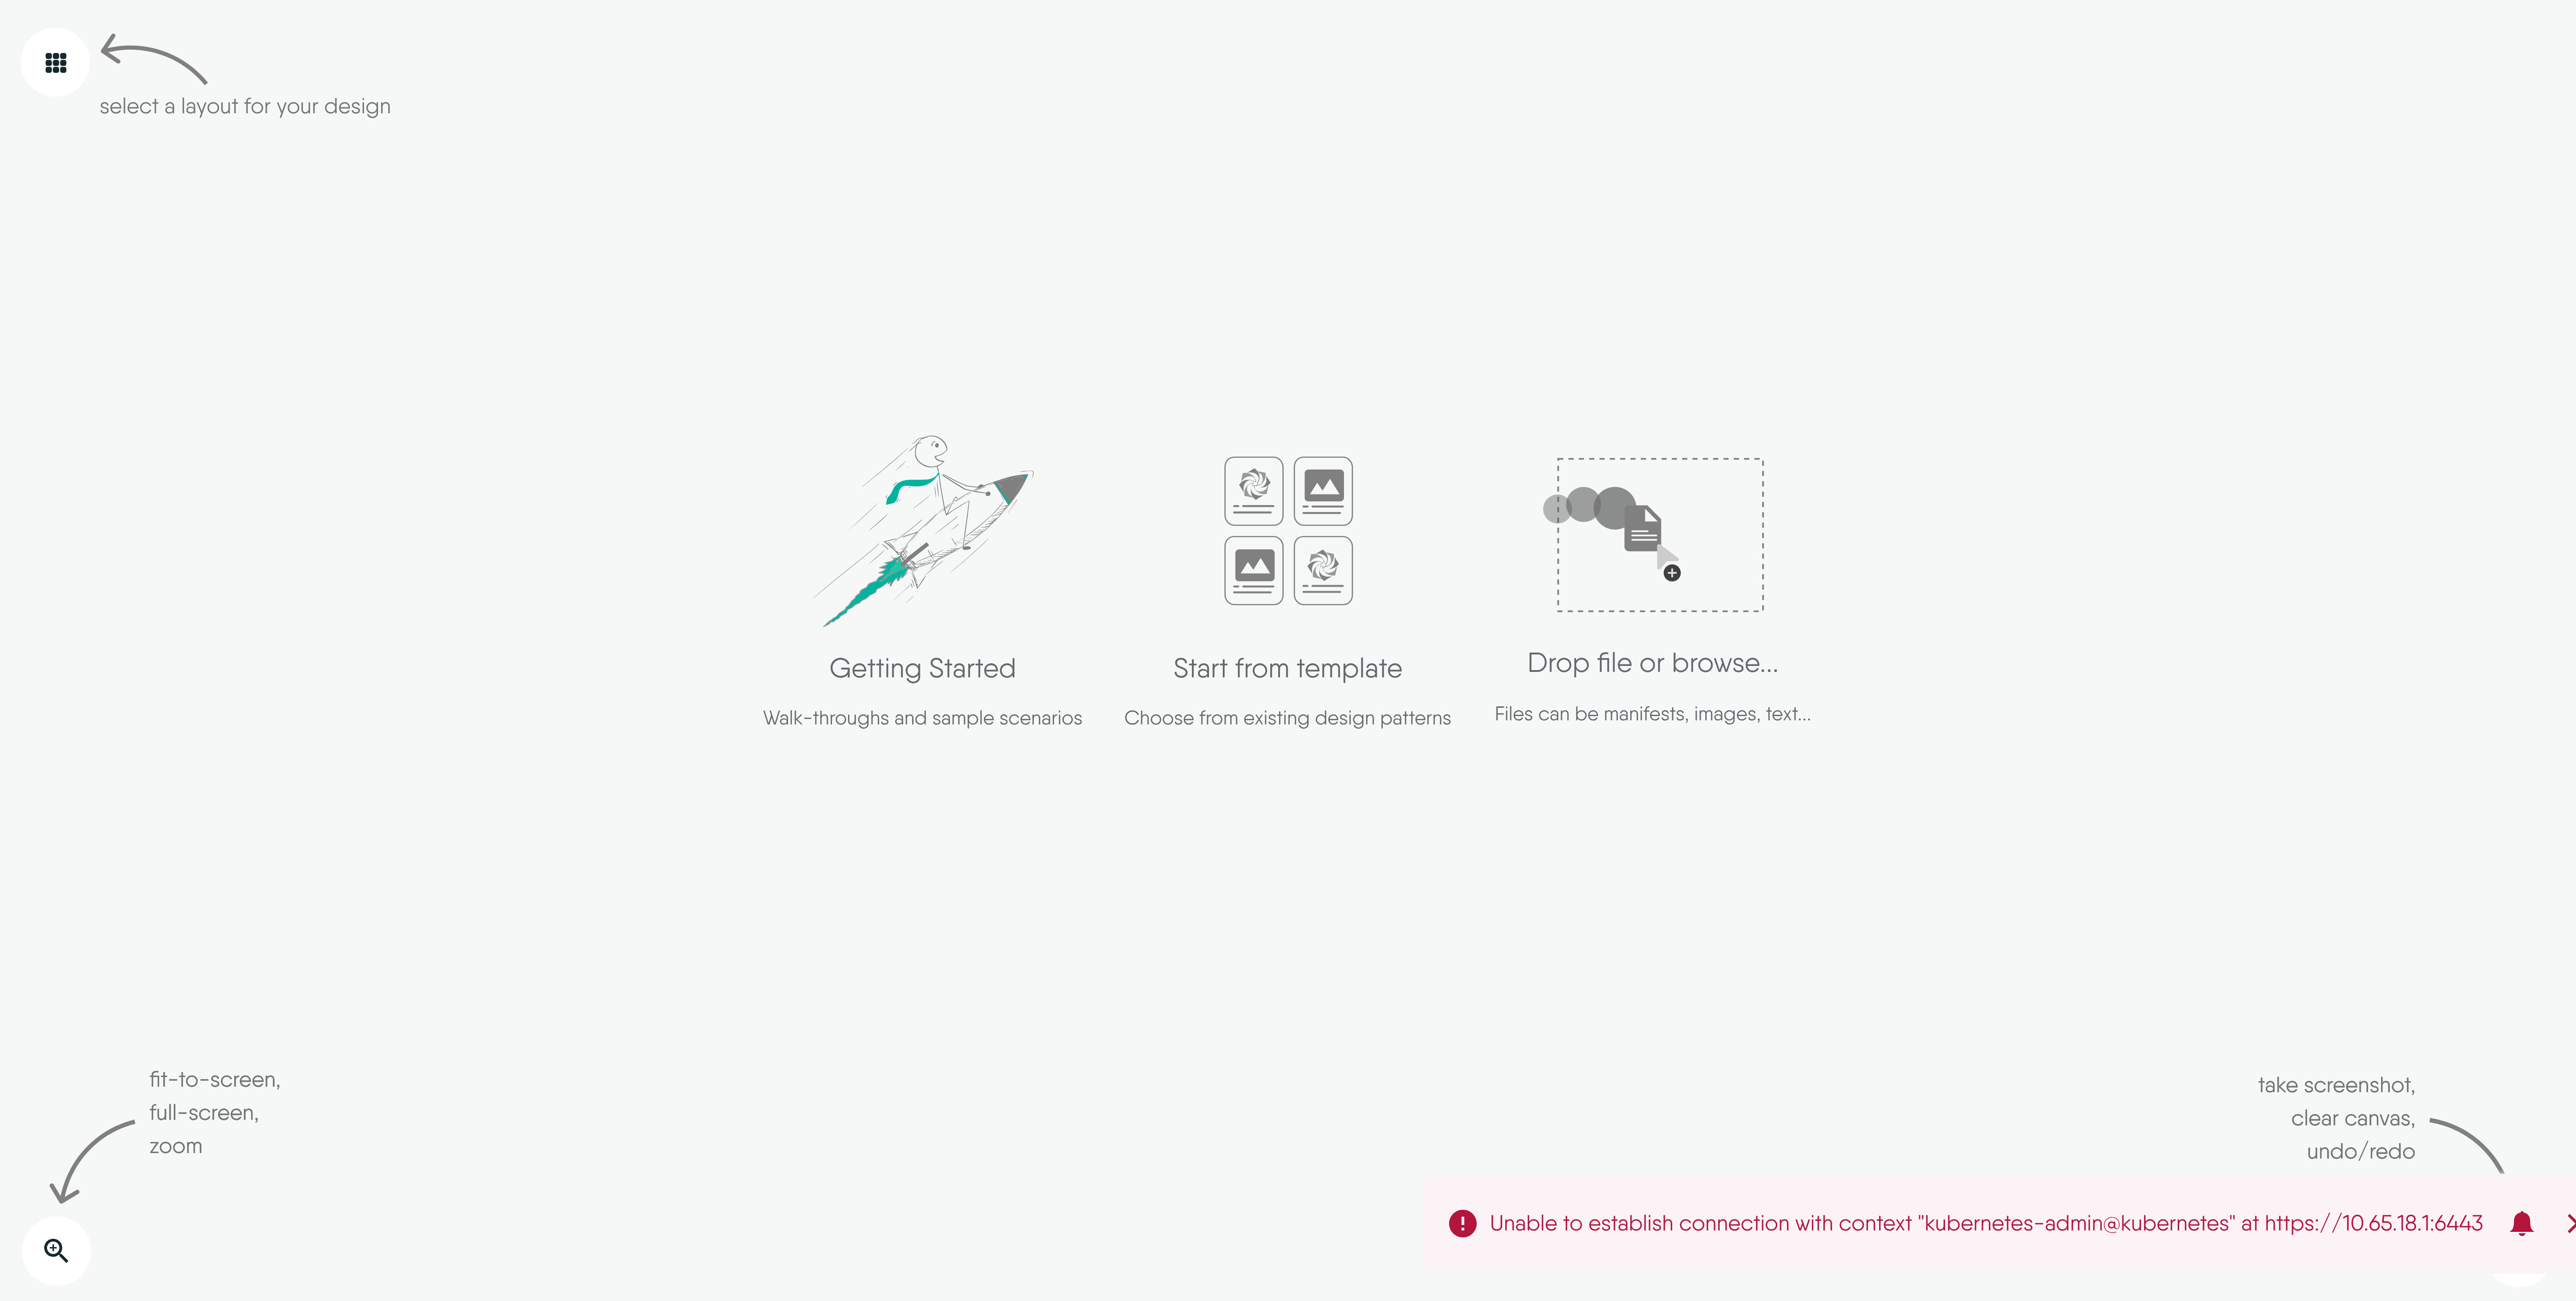 select a layout for your design
Getting Started
Walk-throughs and sample scenarios
Start from template
Choose from existing design patterns
Drop file or browse...
Files can be manifests, images, text...
fit-to-screen,
full-screen,
zoom
take screenshot,
clear canvas,
undo/redo
Unable to establish connection with context "kubernetes-admin@kubernetes" at https://10.65.18.1:6443